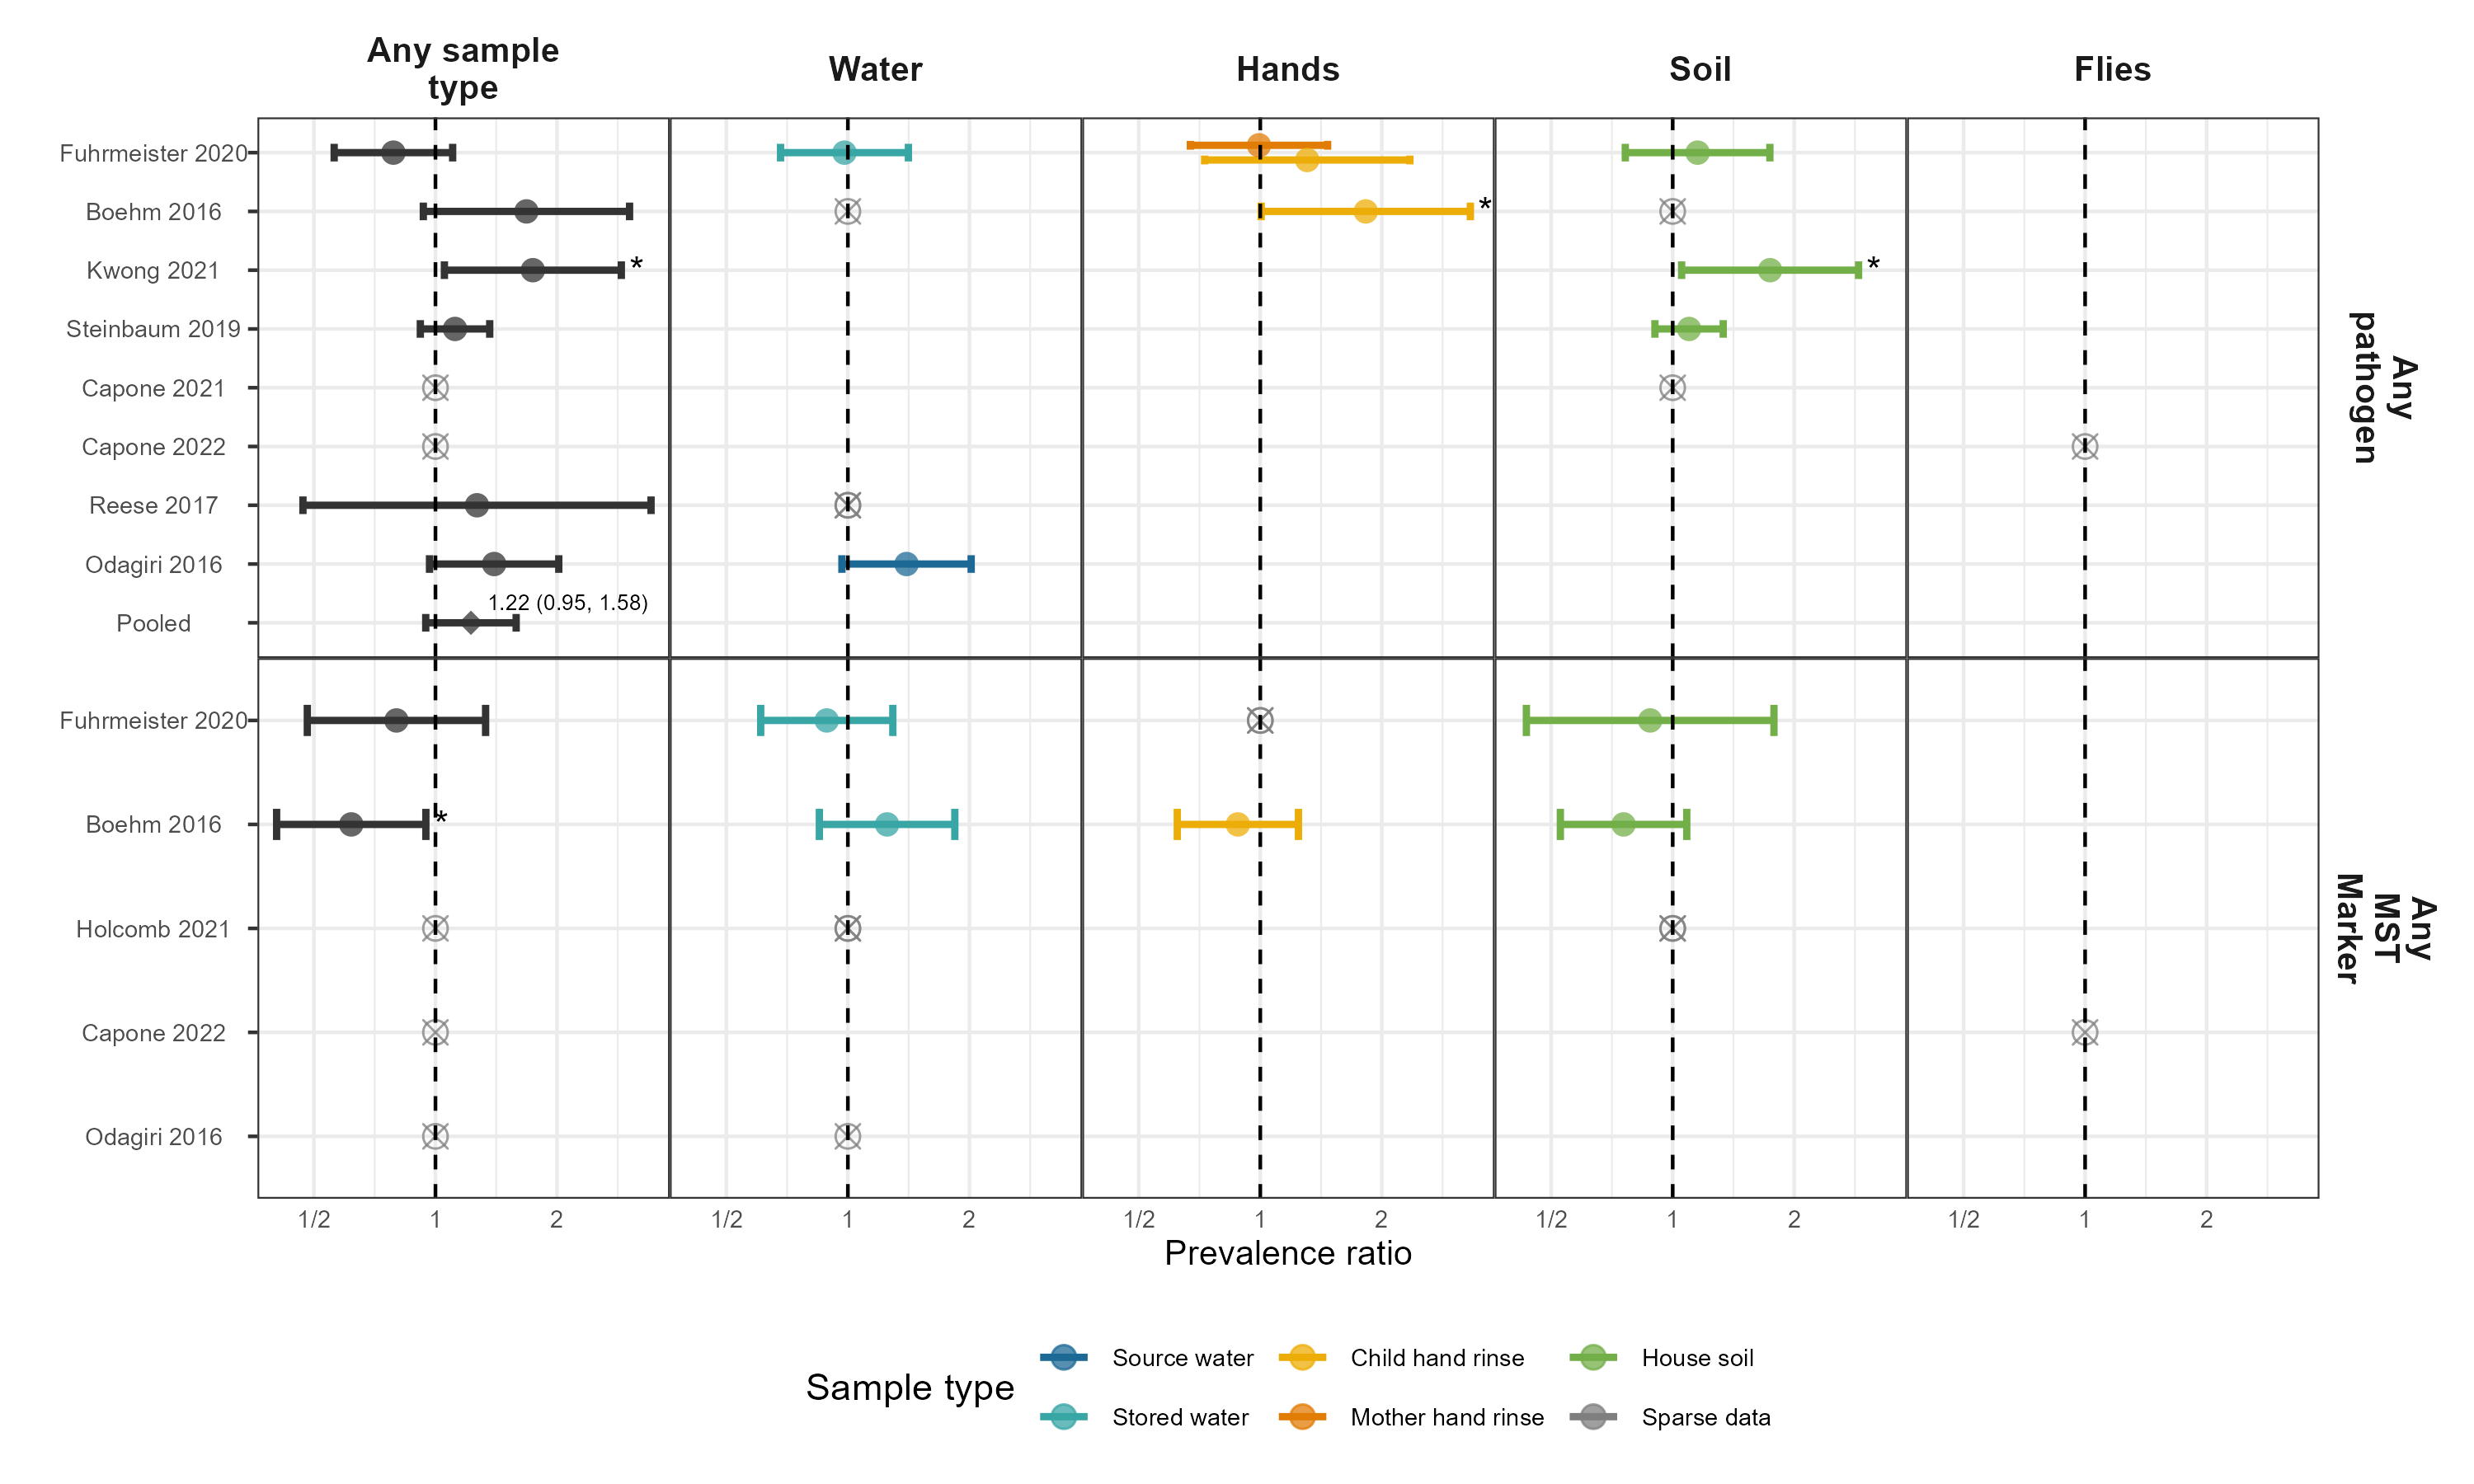 Any sample
type
Water
Hands
Soil
Flies
Fuhrmeister 2020
Boehm 2016
*
Kwong 2021
*
*
Steinbaum 2019
Capone 2021
Capone 2022
Reese 2017
Odagiri 2016
1.22 (0.95, 1.58)
Pooled
Any
pathogen
Fuhrmeister 2020
Boehm 2016
*
Holcomb 2021
Capone 2022
Odagiri 2016
Any
MST
Marker
1/2 1 2
1/2 1 2
1/2 1 2
1/2 1 2
1/2 1 2
Prevalence ratio
Sample type
Source water
Child hand rinse
House soil
Stored water
Mother hand rinse
Sparse data